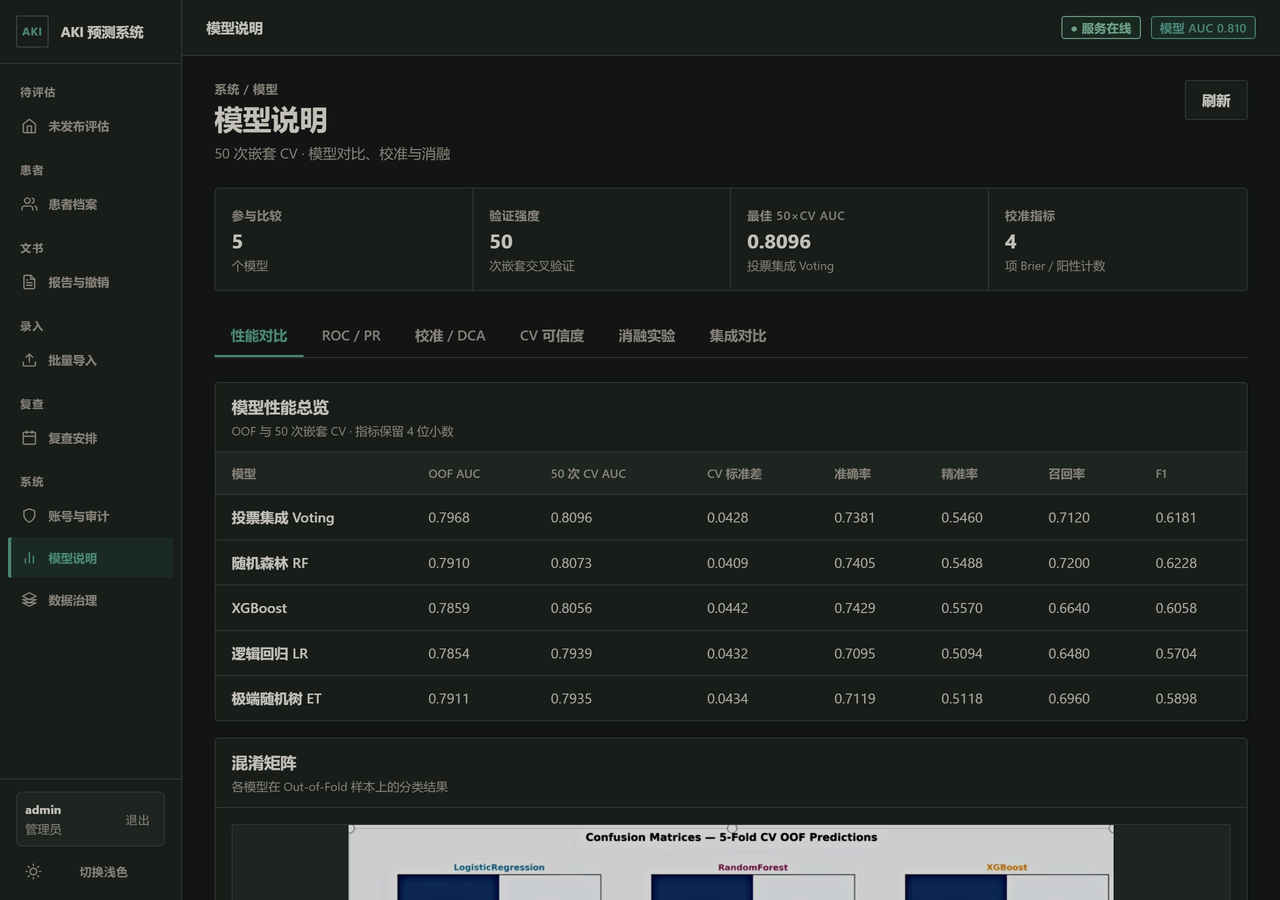 AKI
AKI 预测系统
待评估
未发布评估
患者
患者档案
文书
报告与撤销
录入
批量导入
复查
复查安排
系统
账号与审计
模型说明
数据治理
admin
管理员
退出
切换浅色
模型说明
服务在线
模型 AUC 0.810
系统 / 模型
模型说明
50 次嵌套 CV · 模型对比、校准与消融
刷新
参与比较
5
个模型
验证强度
50
次嵌套交叉验证
最佳 50×CV AUC
0.8096
投票集成 Voting
校准指标
4
项 Brier / 阳性计数
性能对比 ROC / PR 校准 / DCA CV 可信度 消融实验 集成对比
模型性能总览
OOF 与 50 次嵌套 CV · 指标保留 4 位小数
模型 OOF AUC 50 次 CV AUC CV 标准差 准确率 精准率 召回率 F1
投票集成 Voting 0.7968 0.8096 0.0428 0.7381 0.5460 0.7120 0.6181
随机森林 RF 0.7910 0.8073 0.0409 0.7405 0.5488 0.7200 0.6228
XGBoost 0.7859 0.8056 0.0442 0.7429 0.5570 0.6640 0.6058
逻辑回归 LR 0.7854 0.7939 0.0432 0.7095 0.5094 0.6480 0.5704
极端随机树 ET 0.7911 0.7935 0.0434 0.7119 0.5118 0.6960 0.5898
混淆矩阵
各模型在 Out-of-Fold 样本上的分类结果
Confusion Matrices — 5-Fold CV OOF Predictions
LogisticRegression RandomForest XGBoost